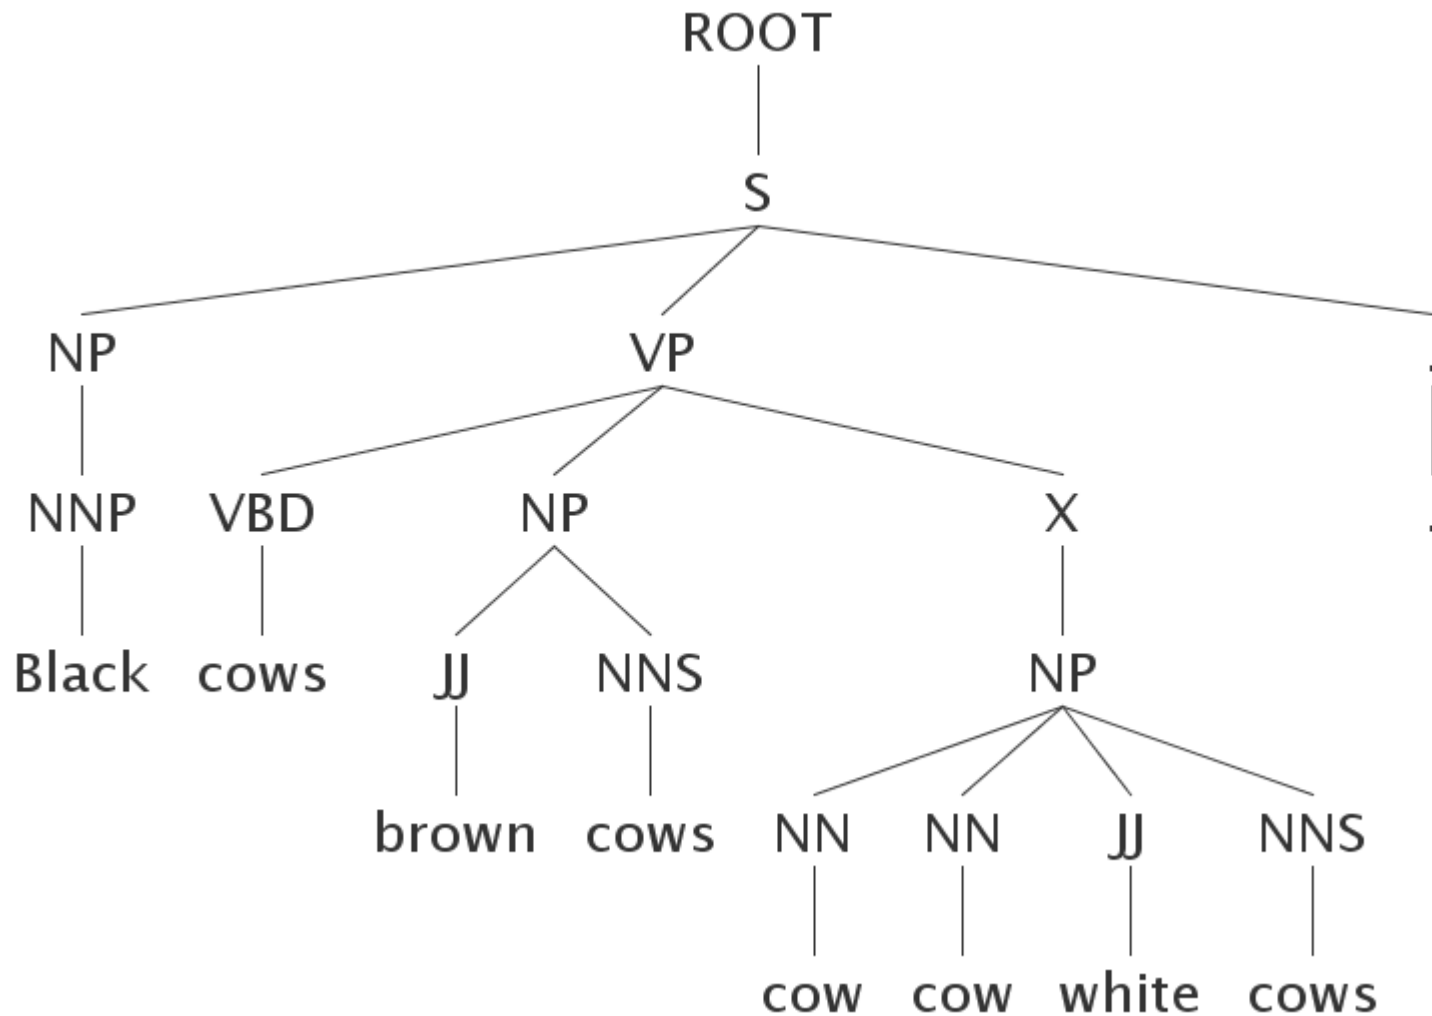 ROOT
S
NP VP .
NNP VBD NP X .
Black cows JJ NNS NP
brown cows NN NN JJ NNS
cow cow white cows